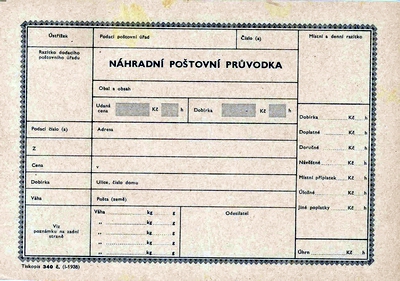 Ústřižek
Podací poštovní úřad
Číslo (a)
Místní a denní razítko
Razítko dodacího
poštovního úřadu
NÁHRADNÍ POŠTOVNÍ PRŮVODKA
Obal a obsah
Udaná
cena
Kč
h
Dobírka
Kč
h
Podací číslo (a)
Adresa
Z
Cena
v
Dobírka
Ulice, číslo domu
Váha
Pošta (země)
Viz
poznámku na zadní
straně
Váha kg g
„ kg g
„ kg g
„ kg g
Odesílatel
Dobírka Kč h
Doplatné Kč h
Doručné Kč h
Návěštné Kč h
Místní příplatek Kč h
Úložné Kč h
Jiné poplatky Kč h
Úhrn Kč h
Tiskopis 340 č. (I-1938)